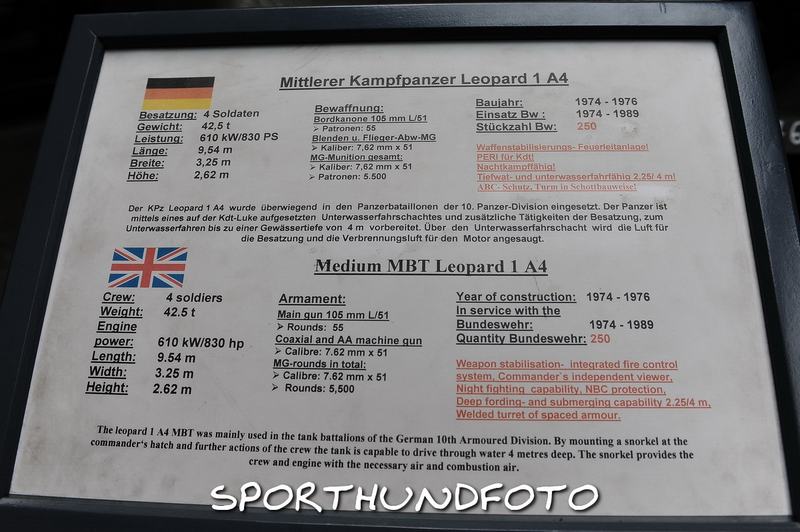 Mittlerer Kampfpanzer Leopard 1 A4
Besatzung: 4 Soldaten
Gewicht: 42,5 t
Leistung: 610 kW/830 PS
Länge: 9,54 m
Breite: 3,25 m
Höhe: 2,62 m
Bewaffnung:
Bordkanone 105 mm L/51
➢ Patronen: 55
Blenden u. Flieger-Abw-MG
➢ Kaliber: 7,62 mm x 51
MG-Munition gesamt:
➢ Kaliber: 7,62 mm x 51
➢ Patronen: 5.500
Baujahr: 1974 - 1976
Einsatz Bw : 1974 - 1989
Stückzahl Bw: 250
Waffenstabilisierungs- Feuerleitanlage!
PERI für Kdt!
Nachtkampffähig!
Tiefwat- und unterwasserfahrfähig 2,25/ 4 m!
ABC- Schutz, Turm in Schottbauweise!
Der KPz Leopard 1 A4 wurde überwiegend in den Panzerbataillonen der 10. Panzer-Division eingesetzt. Der Panzer ist
mittels eines auf der Kdt-Luke aufgesetzten Unterwasserfahrschachtes und zusätzliche Tätigkeiten der Besatzung, zum
Unterwasserfahren bis zu einer Gewässertiefe von 4 m vorbereitet. Über den Unterwasserfahrschacht wird die Luft für
die Besatzung und die Verbrennungsluft für den Motor angesaugt.
Medium MBT Leopard 1 A4
Crew: 4 soldiers
Weight: 42.5 t
Engine
power: 610 kW/830 hp
Length: 9.54 m
Width: 3.25 m
Height: 2.62 m
Armament:
Main gun 105 mm L/51
➢ Rounds: 55
Coaxial and AA machine gun
➢ Calibre: 7.62 mm x 51
MG-rounds in total:
➢ Calibre: 7.62 mm x 51
➢ Rounds: 5,500
Year of construction: 1974 - 1976
In service with the
Bundeswehr: 1974 - 1989
Quantity Bundeswehr: 250
Weapon stabilisation- integrated fire control
system, Commander`s independent viewer,
Night fighting capability, NBC protection,
Deep fording- and submerging capability 2.25/4 m,
Welded turret of spaced armour.
The leopard 1 A4 MBT was mainly used in the tank battalions of the German 10th Armoured Division. By mounting a snorkel at the
commander's hatch and further actions of the crew the tank is capable to drive through water 4 metres deep. The snorkel provides the
crew and engine with the necessary air and combustion air.
SPORTHUNDFOTO